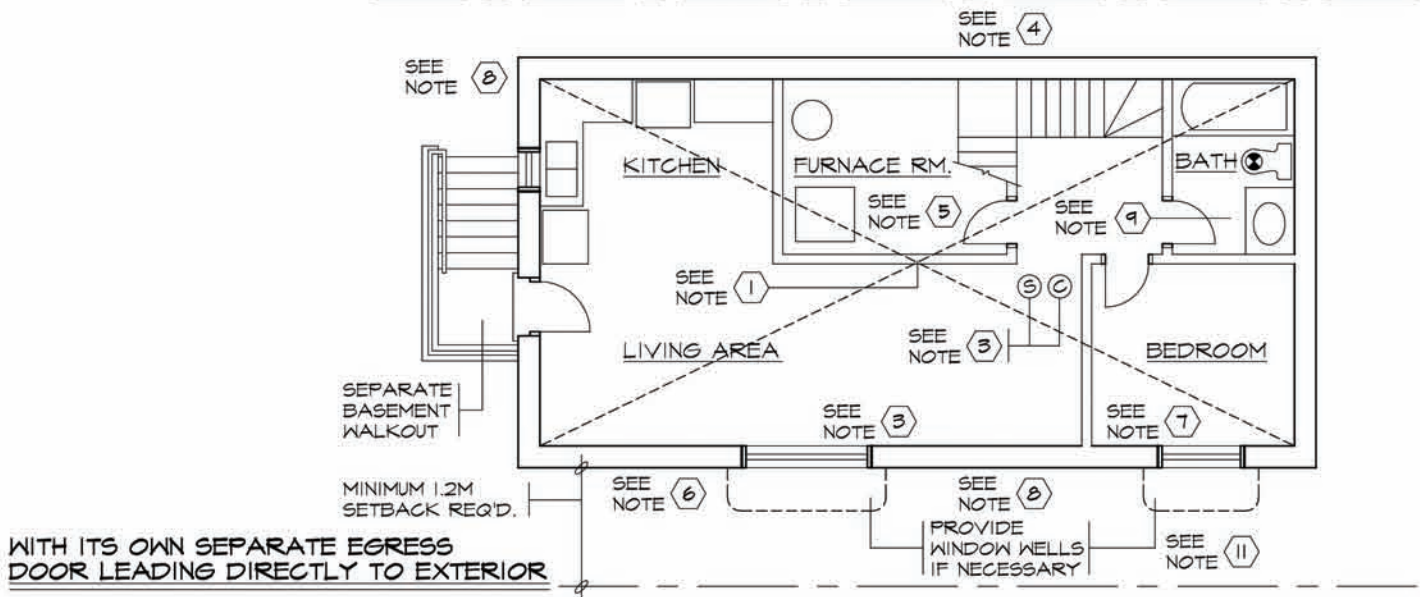 SEE
NOTE 4
SEE
NOTE 8
KITCHEN
FURNACE RM.
BATH
SEE
NOTE 5
SEE
NOTE 9
SEE
NOTE 1
S C
SEE
NOTE 3
LIVING AREA
BEDROOM
SEPARATE
BASEMENT
WALKOUT
SEE
NOTE 3
SEE
NOTE 7
MINIMUM 1.2M
SETBACK REQ'D.
SEE
NOTE 6
SEE
NOTE 8
PROVIDE
WINDOW WELLS
IF NECESSARY
SEE
NOTE 11
WITH ITS OWN SEPARATE EGRESS
DOOR LEADING DIRECTLY TO EXTERIOR